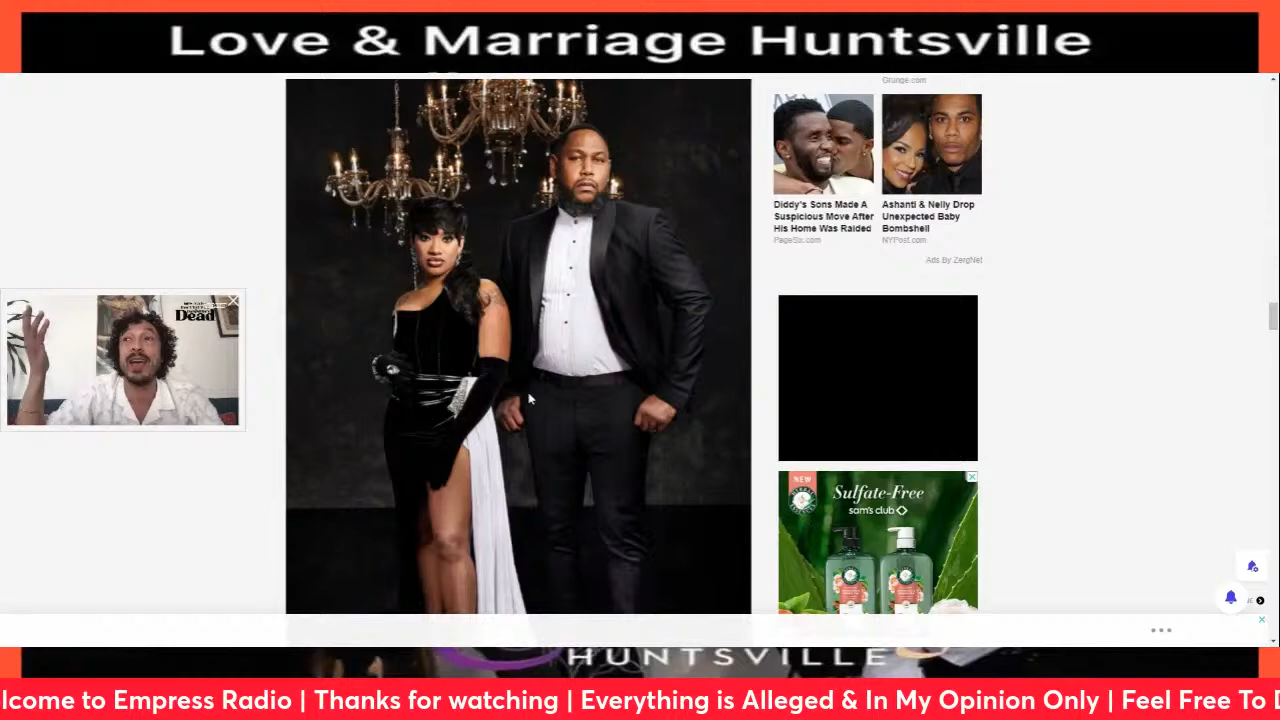 Love & Marriage Huntsville
Grunge.com
Diddy's Sons Made A
Suspicious Move After
His Home Was Raided
PageSix.com
Ashanti & Nelly Drop
Unexpected Baby
Bombshell
NYPost.com
Ads By ZergNet
Dead
NEW
Sulfate-Free
sam's club
HUNTSVILLE
lcome to Empress Radio | Thanks for watching | Everything is Alleged & In My Opinion Only | Feel Free To D